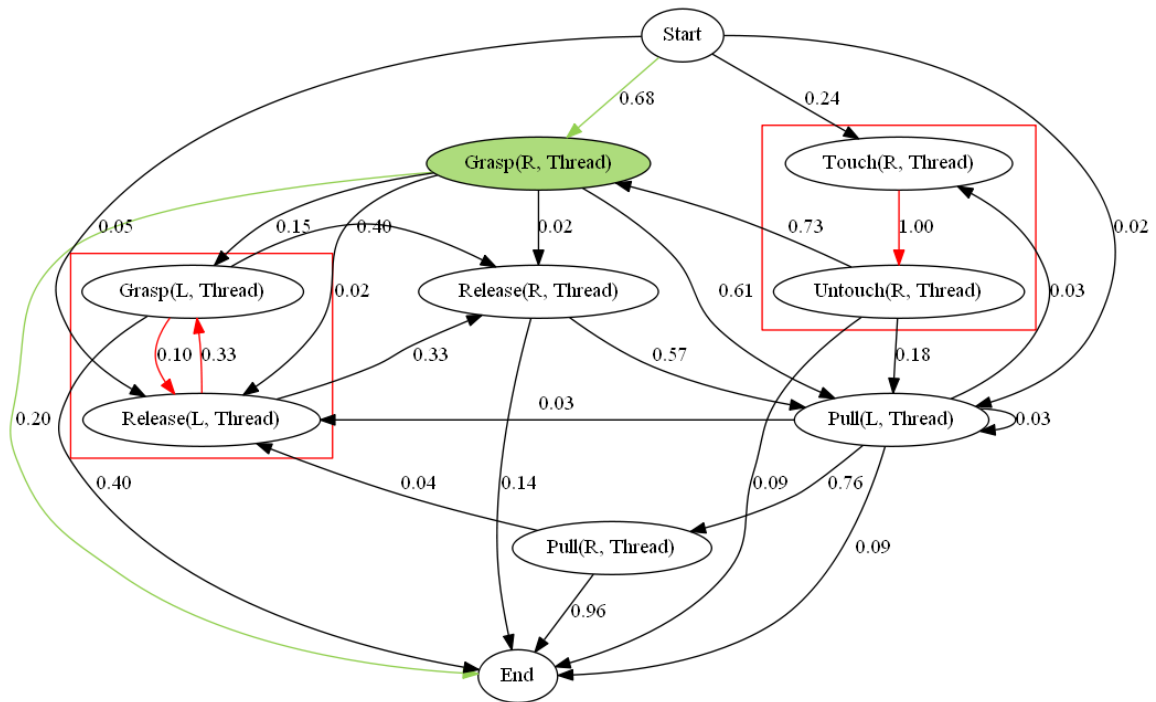 Start
0.68
0.24
Grasp(R, Thread)
Touch(R, Thread)
0.05
0.15
0.40
0.02
0.73
1.00
0.02
Grasp(L, Thread)
0.02
Release(R, Thread)
0.61
Untouch(R, Thread)
0.03
0.10
0.33
0.33
0.57
0.18
0.20
Release(L, Thread)
0.03
Pull(L, Thread)
0.03
0.40
0.04
0.14
0.09
0.76
Pull(R, Thread)
0.09
0.96
End